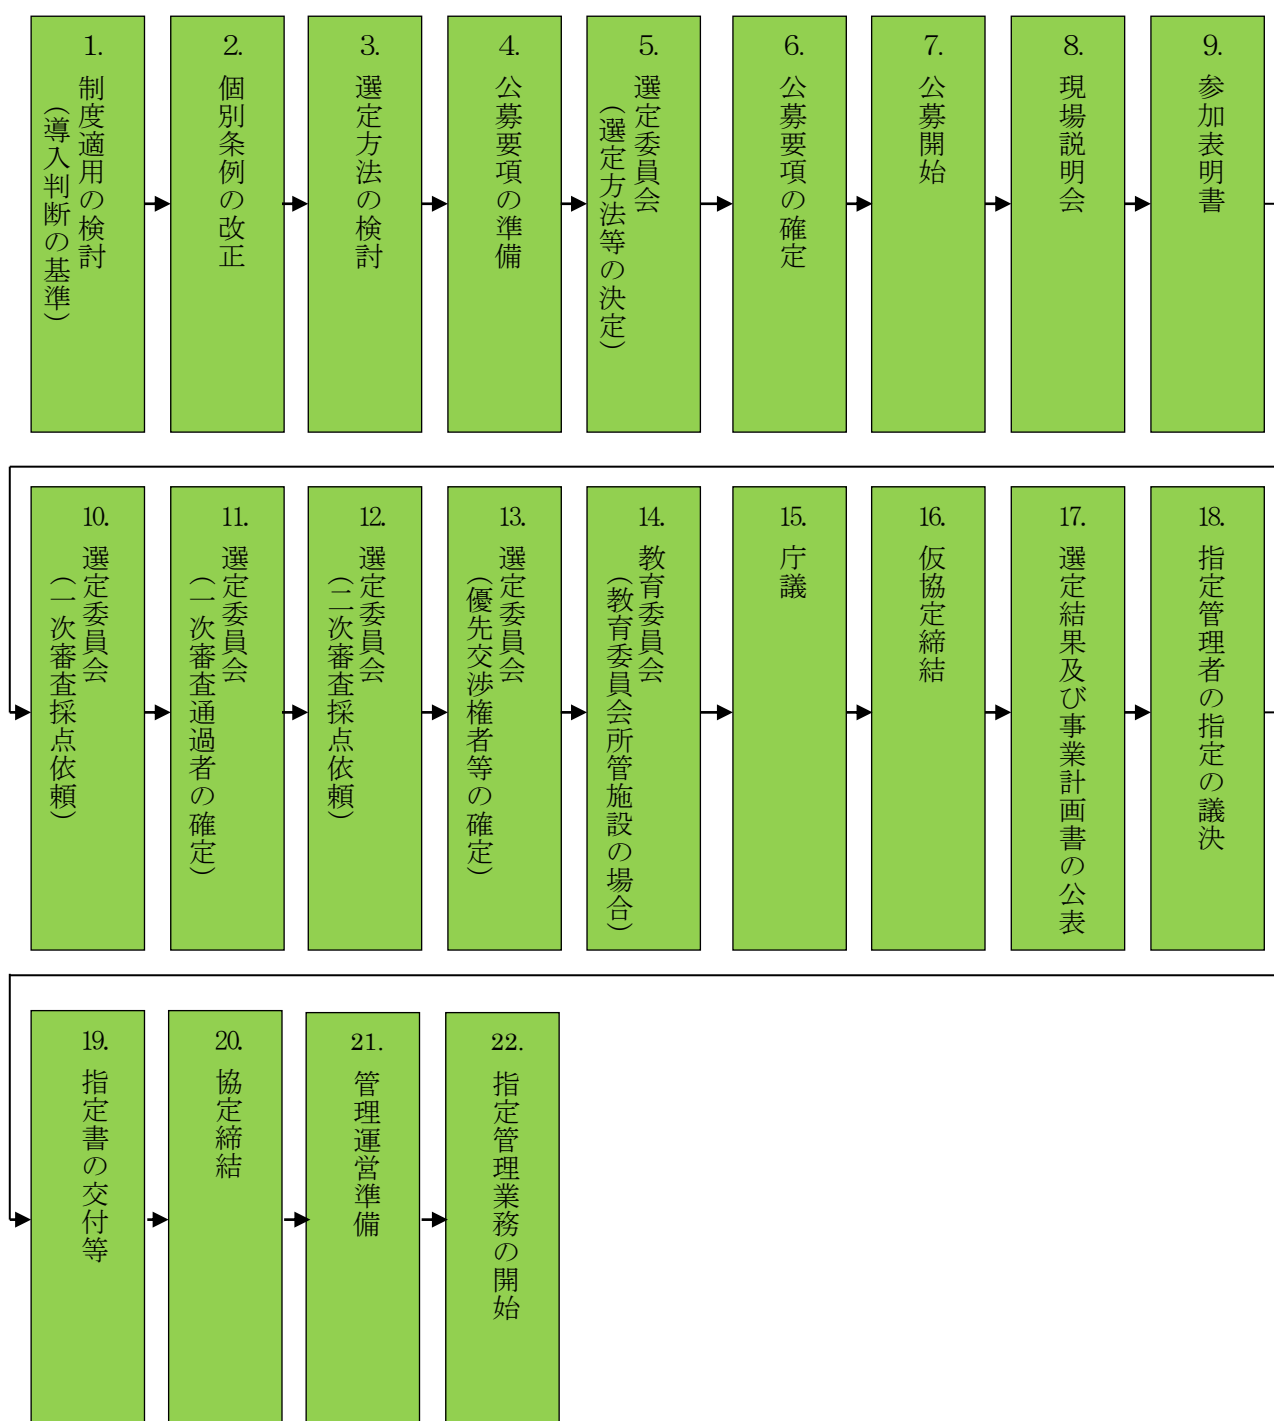 1.
制度適用の検討
（導入判断の基準）
2.
個別条例の改正
3.
選定方法の検討
4.
公募要項の準備
5.
選定委員会
（選定方法等の決定）
6.
公募要項の確定
7.
公募開始
8.
現場説明会
9.
参加表明書
10.
選定委員会
（一次審査採点依頼）
11.
選定委員会
（一次審査通過者の確定）
12.
選定委員会
（二次審査採点依頼）
13.
選定委員会
（優先交渉権者等の確定）
14.
教育委員会
（教育委員会所管施設の場合）
15.
庁議
16.
仮協定締結
17.
選定結果及び事業計画書の公表
18.
指定管理者の指定の議決
19.
指定書の交付等
20.
協定締結
21.
管理運営準備
22.
指定管理業務の開始